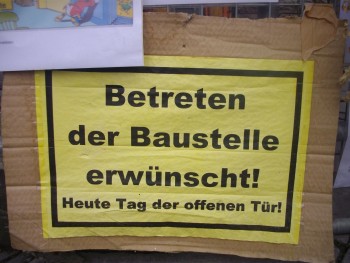 Betreten
der Baustelle
erwünscht!
Heute Tag der offenen Tür!